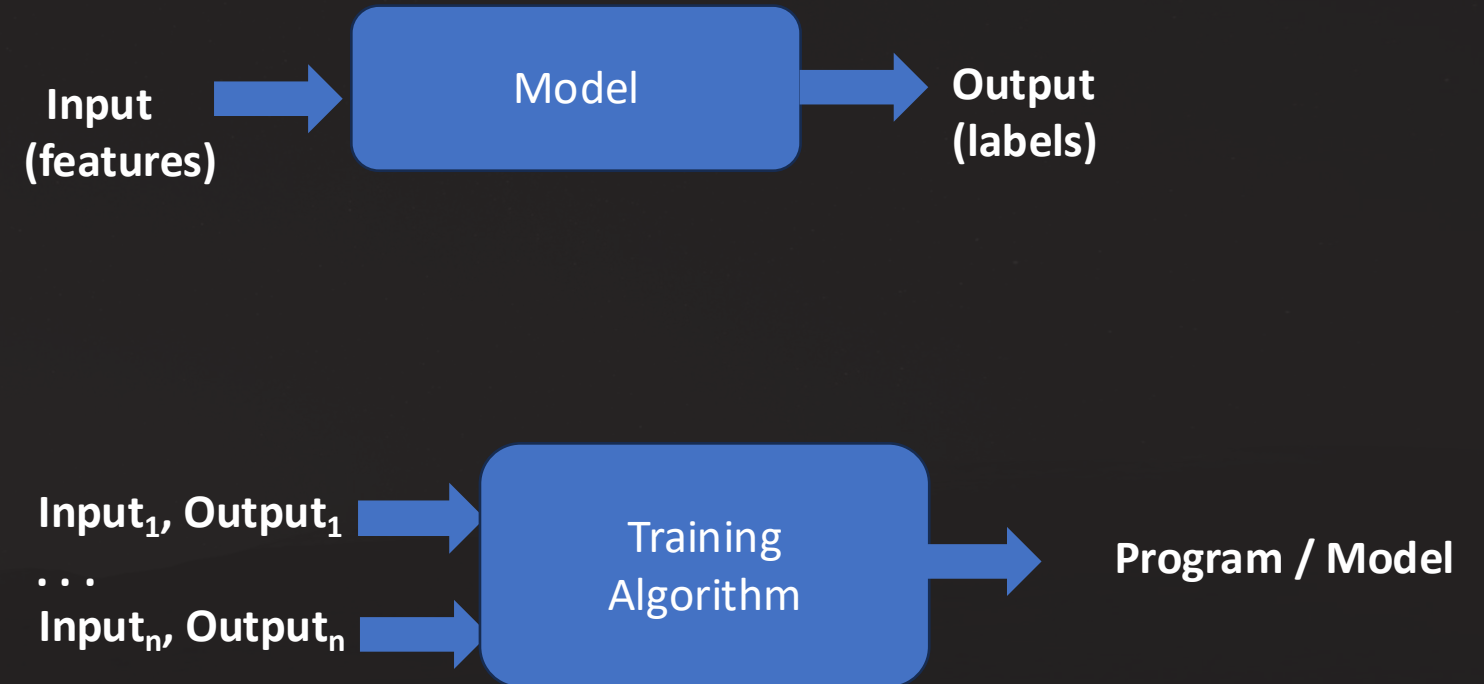 Input
(features)
Model
Output
(labels)
Input₁, Output₁
. . .
Inputₙ, Outputₙ
Training
Algorithm
Program / Model